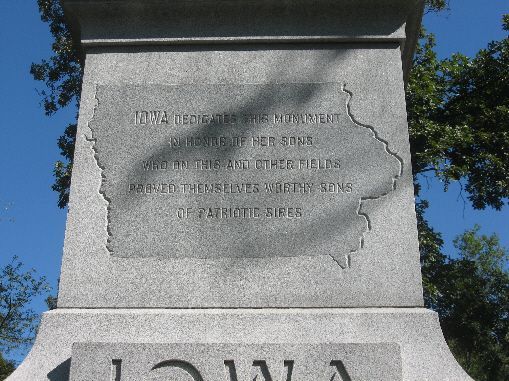 IOWA DEDICATES THIS MONUMENT
IN HONOR OF HER SONS
WHO ON THIS AND OTHER FIELDS
PROVED THEMSELVES WORTHY SONS
OF PATRIOTIC SIRES
IOWA